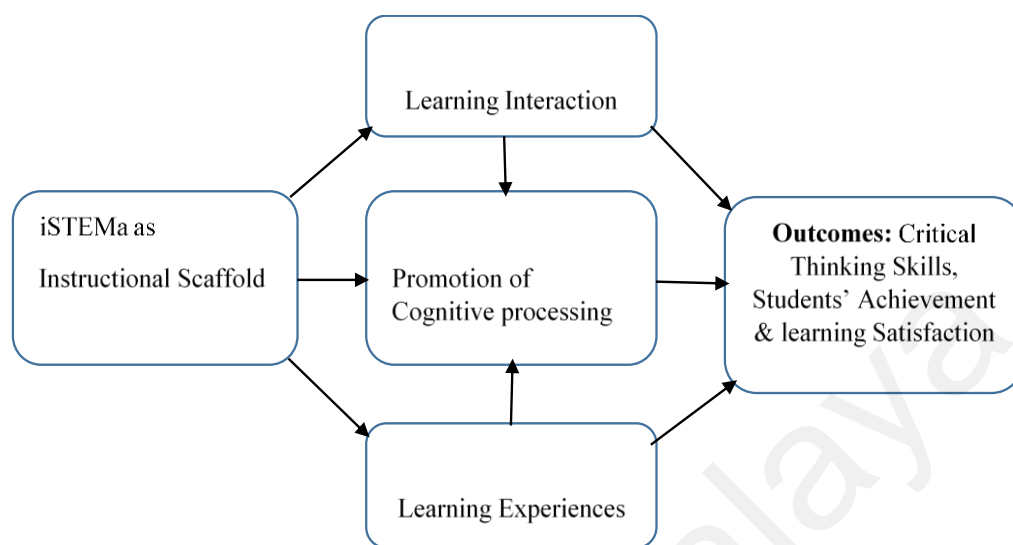 Learning Interaction
iSTEMa as
Instructional Scaffold
Promotion of
Cognitive processing
Outcomes: Critical
Thinking Skills,
Students’ Achievement
& learning Satisfaction
Learning Experiences